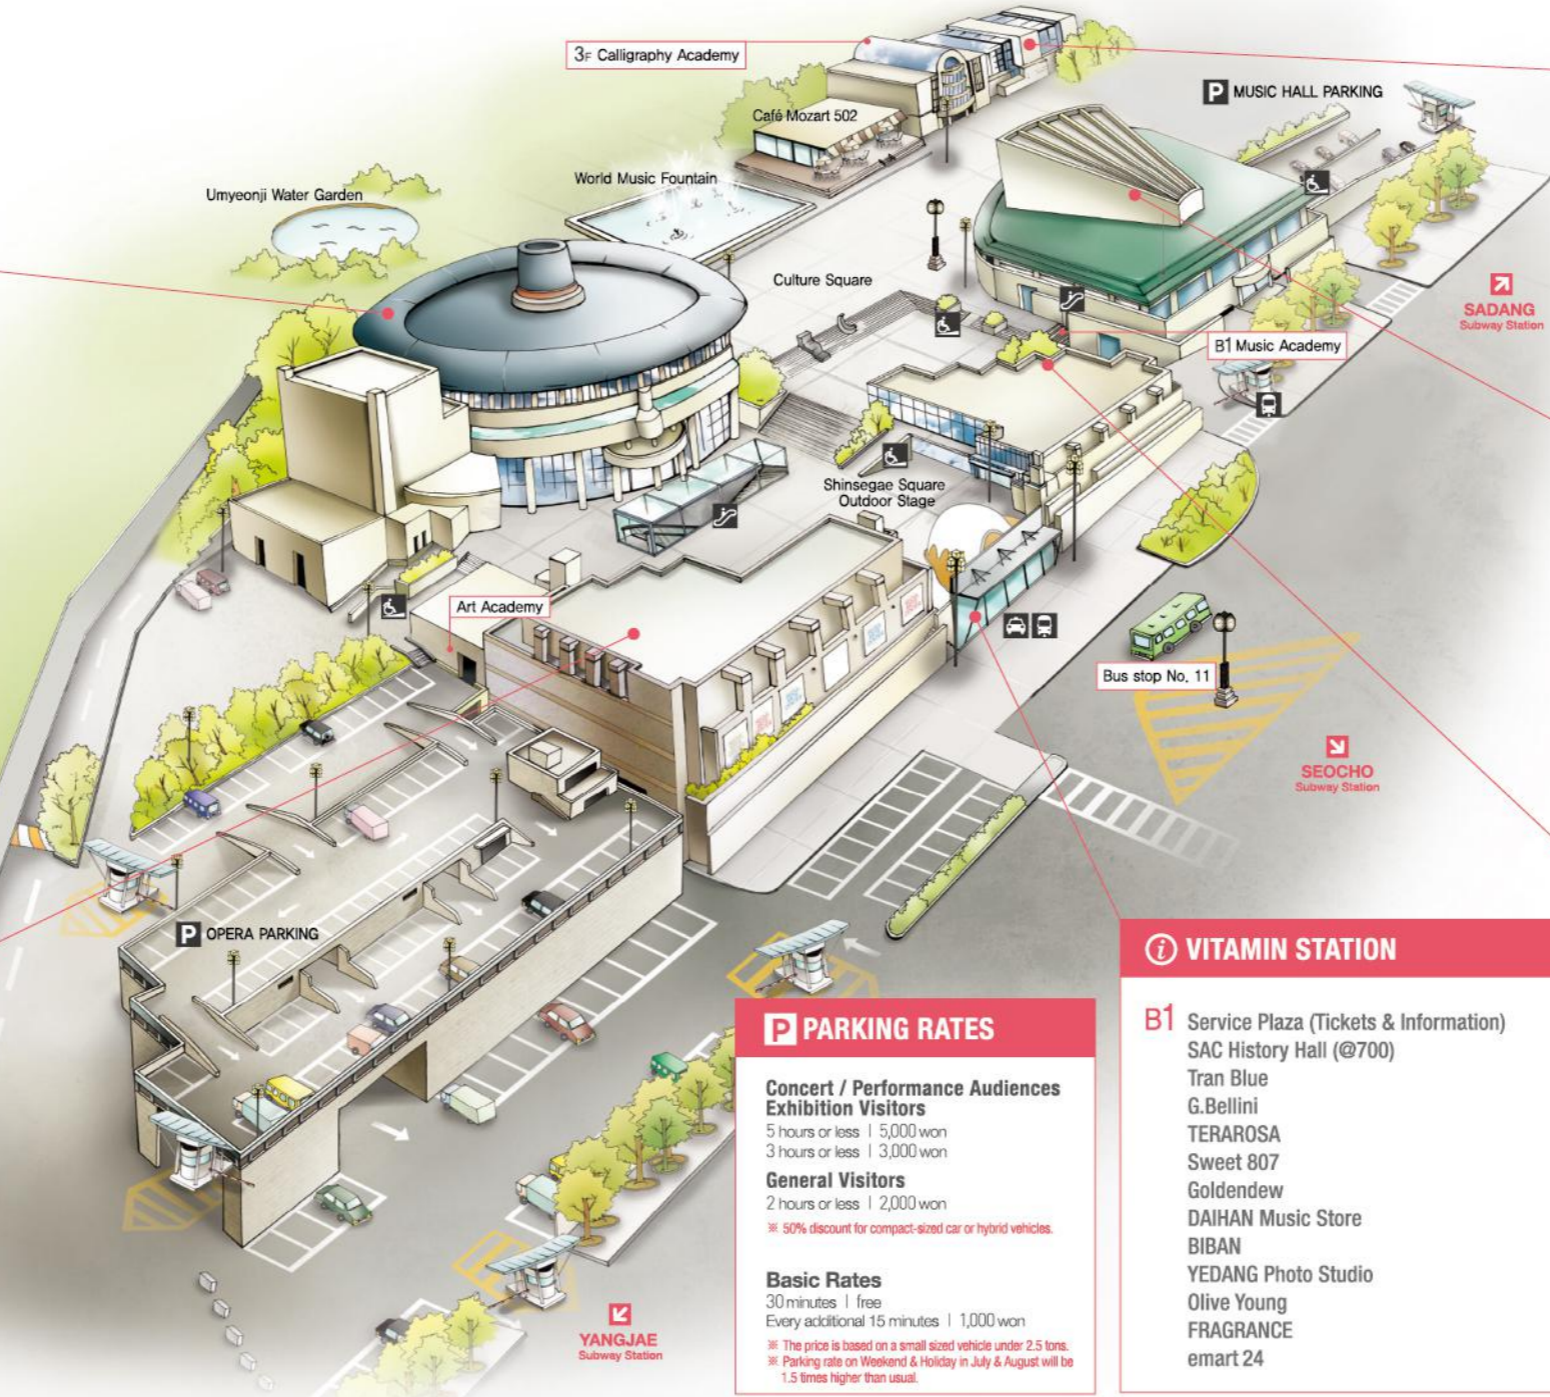 3F Calligraphy Academy
Café Mozart 502
P MUSIC HALL PARKING
World Music Fountain
Umyeonji Water Garden
Culture Square
SADANG
Subway Station
B1 Music Academy
Shinsegae Square
Outdoor Stage
Art Academy
Bus stop No. 11
SEOCHO
Subway Station
P OPERA PARKING
YANGJAE
Subway Station
P PARKING RATES
Concert / Performance Audiences
Exhibition Visitors
5 hours or less | 5,000 won
3 hours or less | 3,000 won
General Visitors
2 hours or less | 2,000 won
※ 50% discount for compact-sized car or hybrid vehicles.
Basic Rates
30 minutes | free
Every additional 15 minutes | 1,000 won
※ The price is based on a small sized vehicle under 2.5 tons.
※ Parking rate on Weekend & Holiday in July & August will be
1.5 times higher than usual.
i VITAMIN STATION
B1 Service Plaza (Tickets & Information)
SAC History Hall (@700)
Tran Blue
G.Bellini
TERAROSA
Sweet 807
Goldendew
DAIHAN Music Store
BIBAN
YEDANG Photo Studio
Olive Young
FRAGRANCE
emart 24